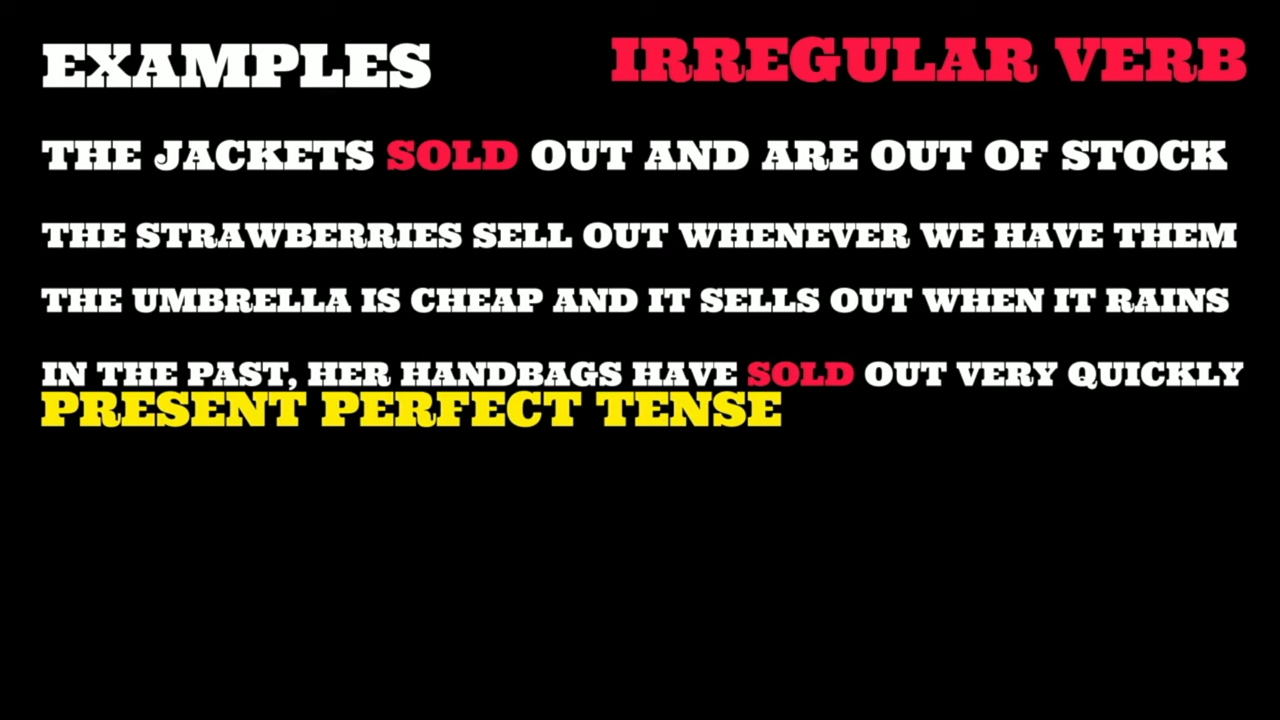 EXAMPLES
IRREGULAR VERB
THE JACKETS SOLD OUT AND ARE OUT OF STOCK
THE STRAWBERRIES SELL OUT WHENEVER WE HAVE THEM
THE UMBRELLA IS CHEAP AND IT SELLS OUT WHEN IT RAINS
IN THE PAST, HER HANDBAGS HAVE SOLD OUT VERY QUICKLY
PRESENT PERFECT TENSE